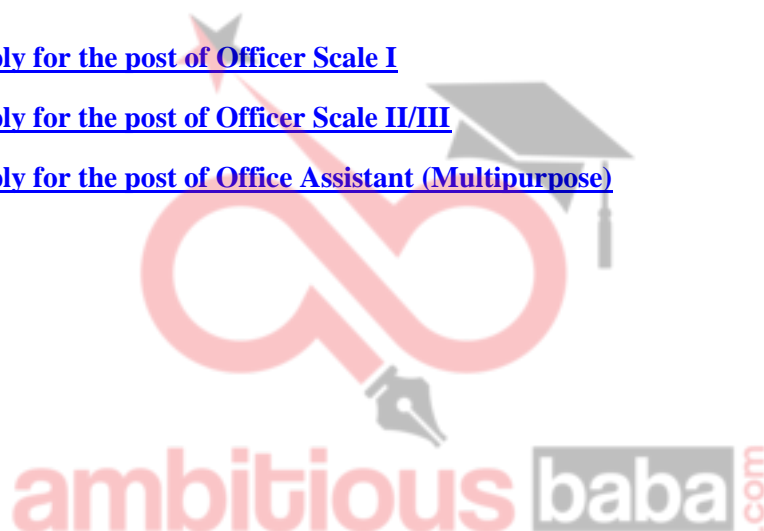 ply for the post of Officer Scale I
ply for the post of Officer Scale II/III
ply for the post of Office Assistant (Multipurpose)
ambitious baba .com